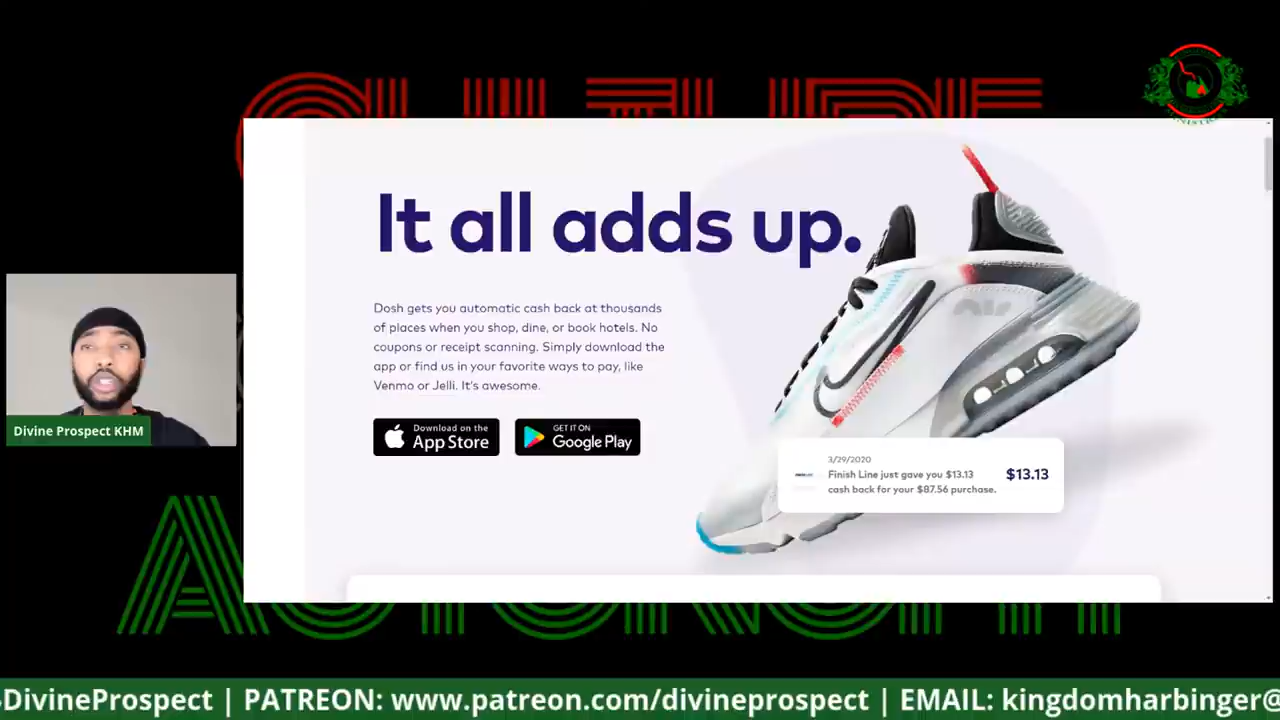 It all adds up.
Dosh gets you automatic cash back at thousands
of places when you shop, dine, or book hotels. No
coupons or receipt scanning. Simply download the
app or find us in your favorite ways to pay, like
Venmo or Jelli. It's awesome.
Download on the
App Store
GET IT ON
Google Play
Air
3/29/2020
Finish Line just gave you $13.13
cash back for your $87.56 purchase.
$13.13
Divine Prospect KHM
DivineProspect | PATREON: www.patreon.com/divineprospect | EMAIL: kingdomharbinger@